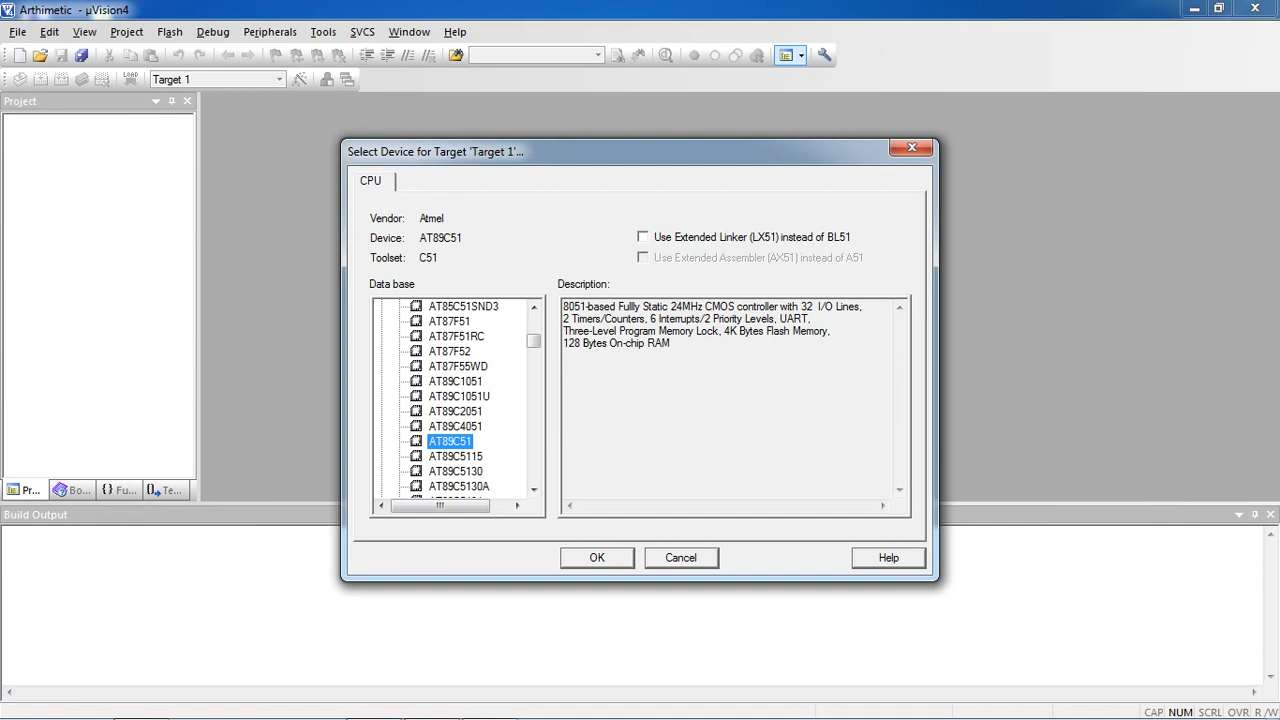 Arthimetic - µVision4
File Edit View Project Flash Debug Peripherals Tools SVCS Window Help
LOAD Target 1
Project
Select Device for Target 'Target 1'...
CPU
Vendor: Atmel
Device: AT89C51
Toolset: C51
Use Extended Linker (LX51) instead of BL51
Use Extended Assembler (AX51) instead of A51
Data base
AT85C51SND3
AT87F51
AT87F51RC
AT87F52
AT87F55WD
AT89C1051
AT89C1051U
AT89C2051
AT89C4051
AT89C51
AT89C5115
AT89C5130
AT89C5130A
Description:
8051-based Fullly Static 24MHz CMOS controller with 32 I/O Lines,
2 Timers/Counters, 6 Interrupts/2 Priority Levels, UART,
Three-Level Program Memory Lock, 4K Bytes Flash Memory,
128 Bytes On-chip RAM
OK Cancel Help
Pr... Bo... {} Fu... Te...
Build Output
CAP NUM SCRL OVR R/W